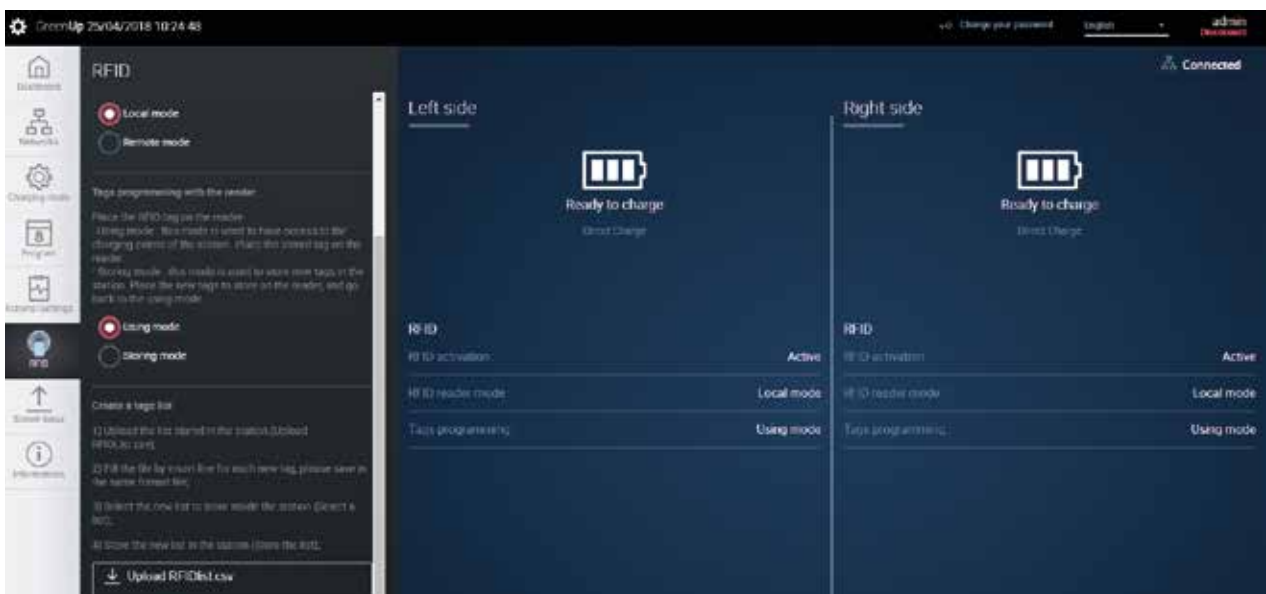 GreenUp 25/04/2018 10:24:48
Change your password
English
admin
Disconnect
Connected
Dashboard
Networks
Charging mode
Program
RFID
RFID
Local mode
Remote mode
Tags programming with the reader
Place the RFID tag on the reader
- Using mode : this mode is used to have access to the
charging points of the station. Place the stored tag on the
reader.
- Storing mode : this mode is used to store new tags in the
station. Place the new tags to store on the reader, and go
back to the using mode
Using mode
Storing mode
Create a tags list
1) Upload the list stored in the station (Upload
RFIDList.csv),
2) Fill the file by insert line for each new tag, please save in
the same format file,
3) Select the new list to store inside the station (Select a
list),
4) Store the new list in the station (Store the list),
Upload RFIDlist.csv
Left side
Ready to charge
Direct Charge
RFID
RFID activation
Active
RFID reader mode
Local mode
Tags programming
Using mode
Right side
Ready to charge
Direct Charge
RFID
RFID activation
Active
RFID reader mode
Local mode
Tags programming
Using mode